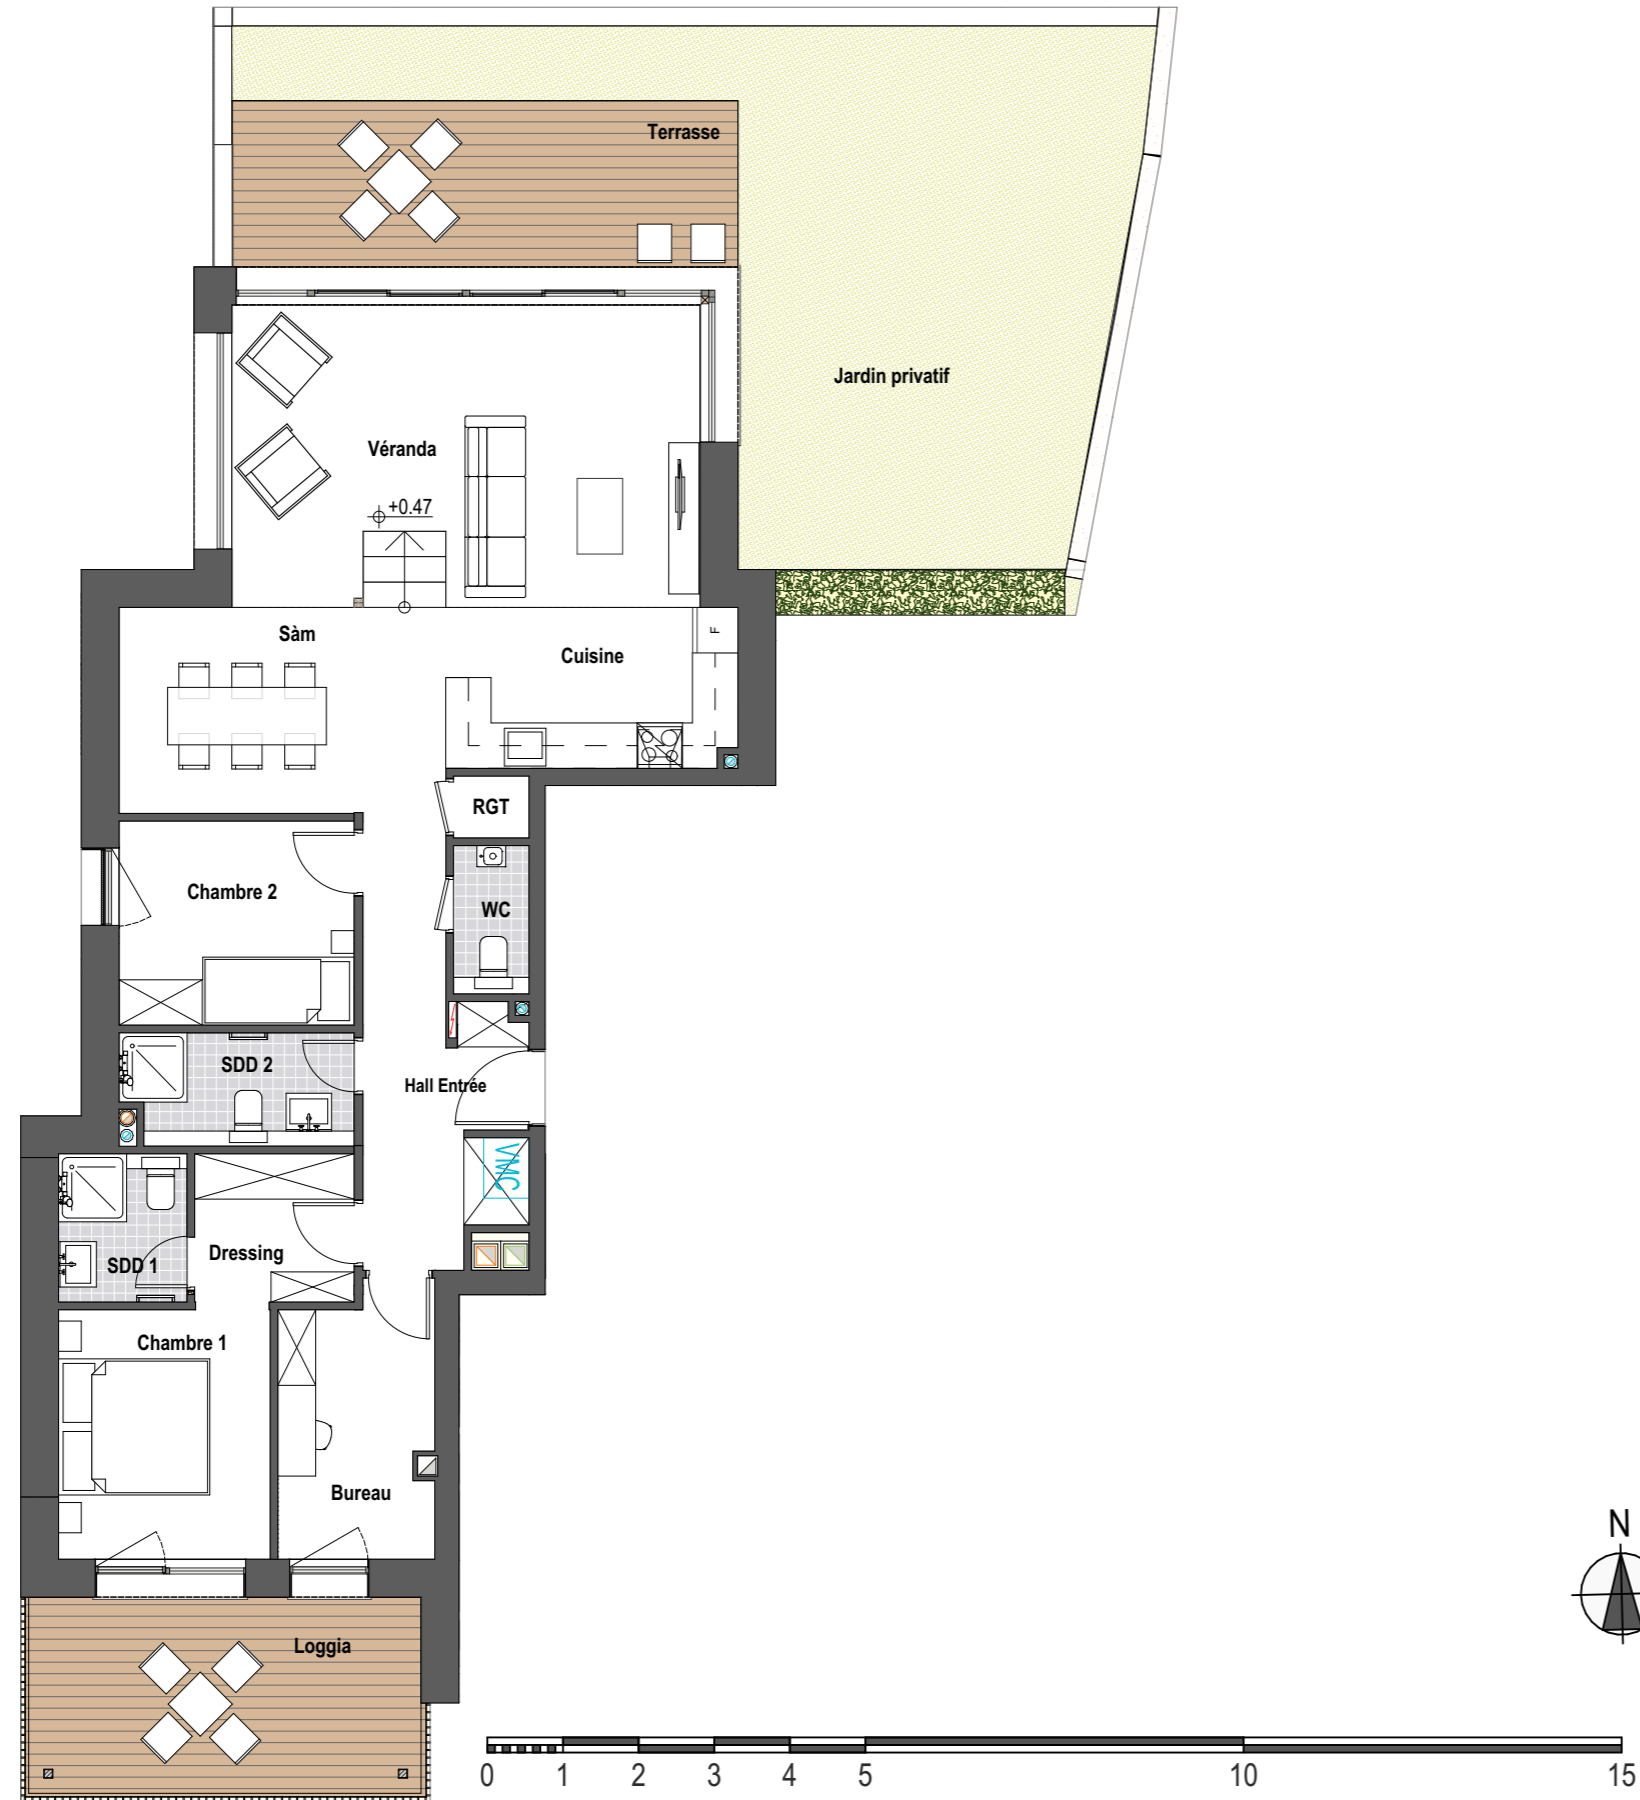 Terrasse
Jardin privatif
Véranda
+0.47
Sàm
F
Cuisine
RGT
Chambre 2
WC
SDD 2
Hall Entrée
VMC
Dressing
SDD 1
Chambre 1
Bureau
N
Loggia
0 1 2 3 4 5 10 15